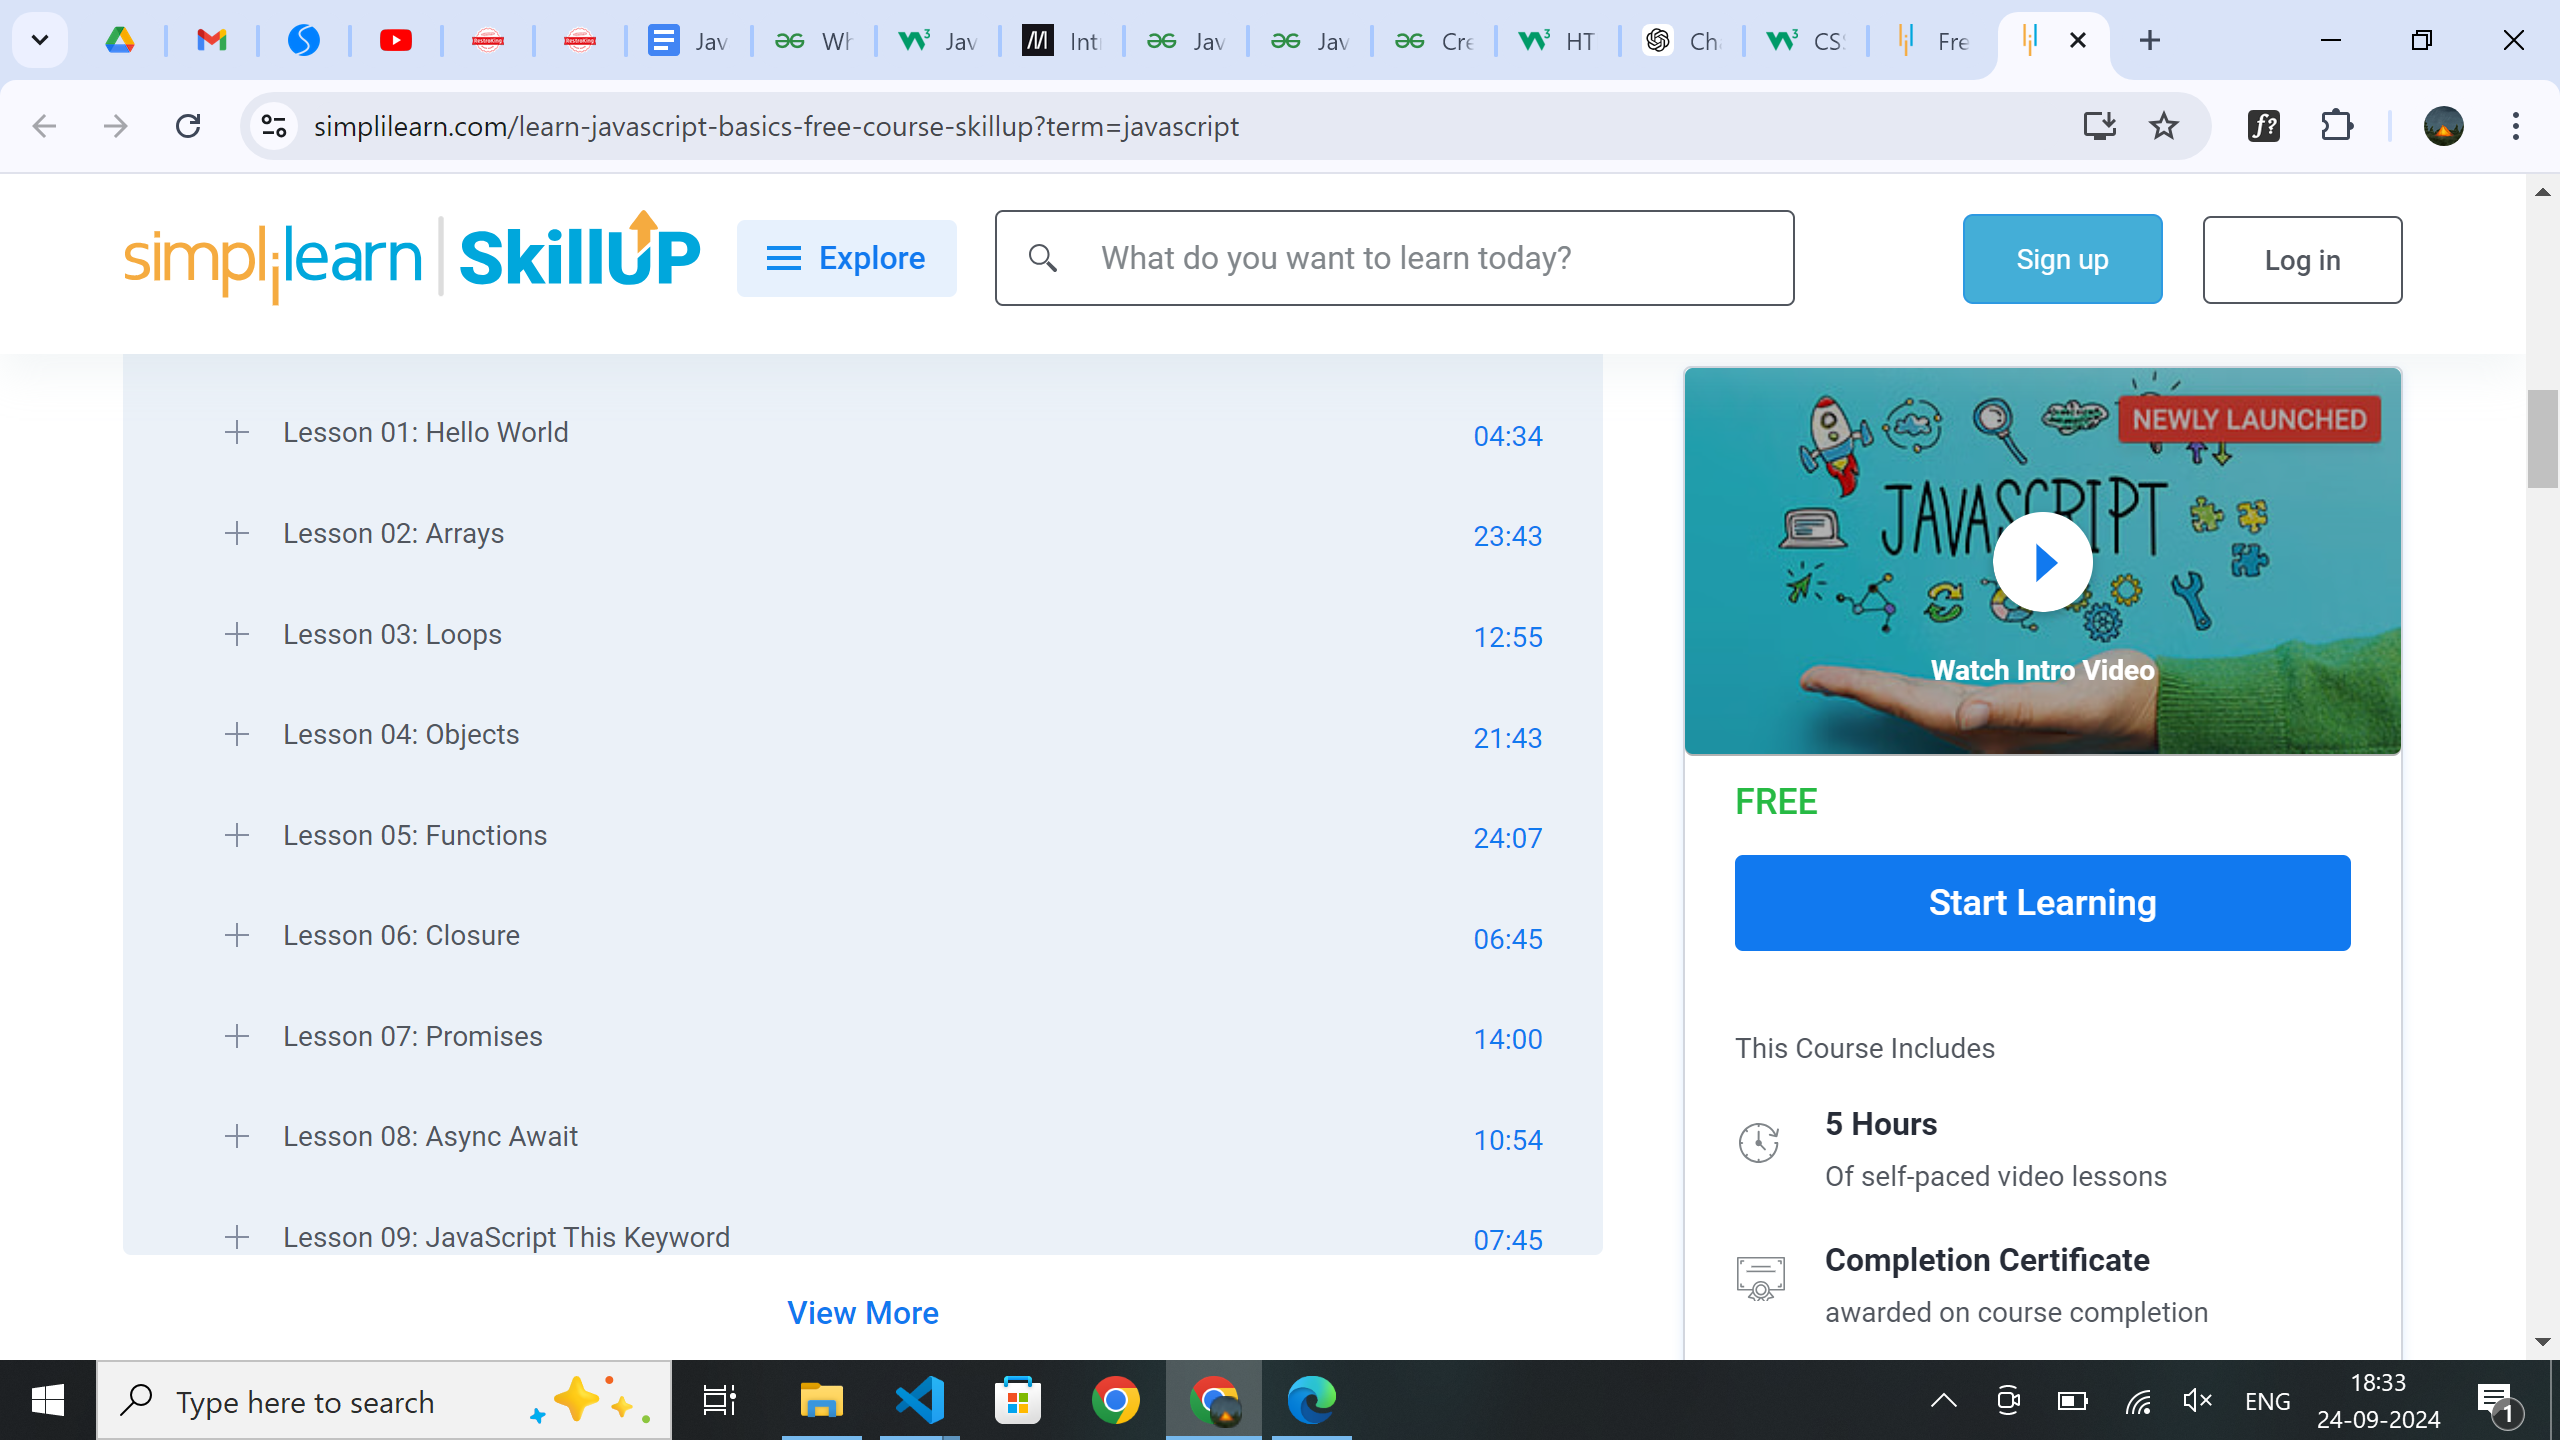 Jav
Wh
Jav
Int
Jav
Jav
Cre
HT
Cha
CSS
Fre
simplilearn.com/learn-javascript-basics-free-course-skillup?term=javascript
simplilearn | SkillUP
Explore
What do you want to learn today?
Sign up
Log in
Lesson 01: Hello World 04:34
Lesson 02: Arrays 23:43
Lesson 03: Loops 12:55
Lesson 04: Objects 21:43
Lesson 05: Functions 24:07
Lesson 06: Closure 06:45
Lesson 07: Promises 14:00
Lesson 08: Async Await 10:54
Lesson 09: JavaScript This Keyword 07:45
View More
NEWLY LAUNCHED
JAVASCRIPT
Watch Intro Video
FREE
Start Learning
This Course Includes
5 Hours
Of self-paced video lessons
Completion Certificate
awarded on course completion
Type here to search
ENG
18:33
24-09-2024
1